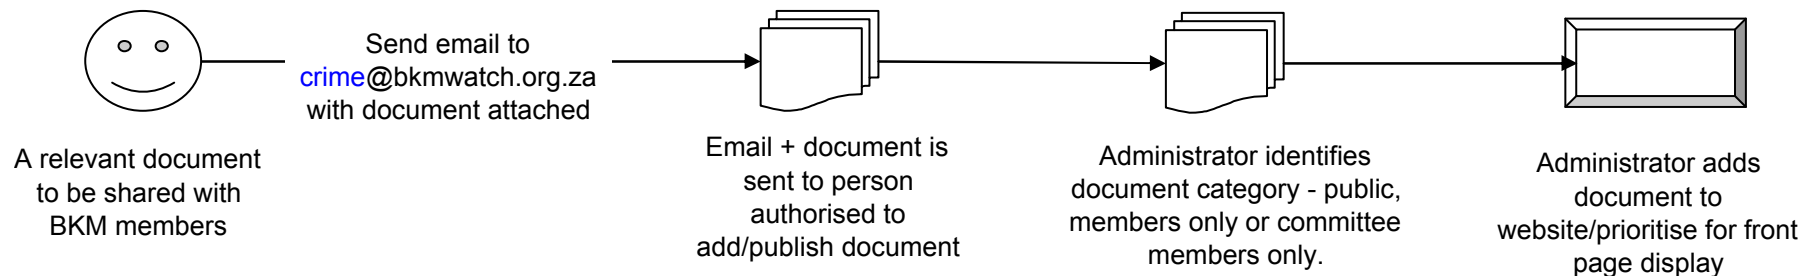 Send email to
crime@bkmwatch.org.za
with document attached
A relevant document
to be shared with
BKM members
Email + document is
sent to person
authorised to
add/publish document
Administrator identifies
document category - public,
members only or committee
members only.
Administrator adds
document to
website/prioritise for front
page display